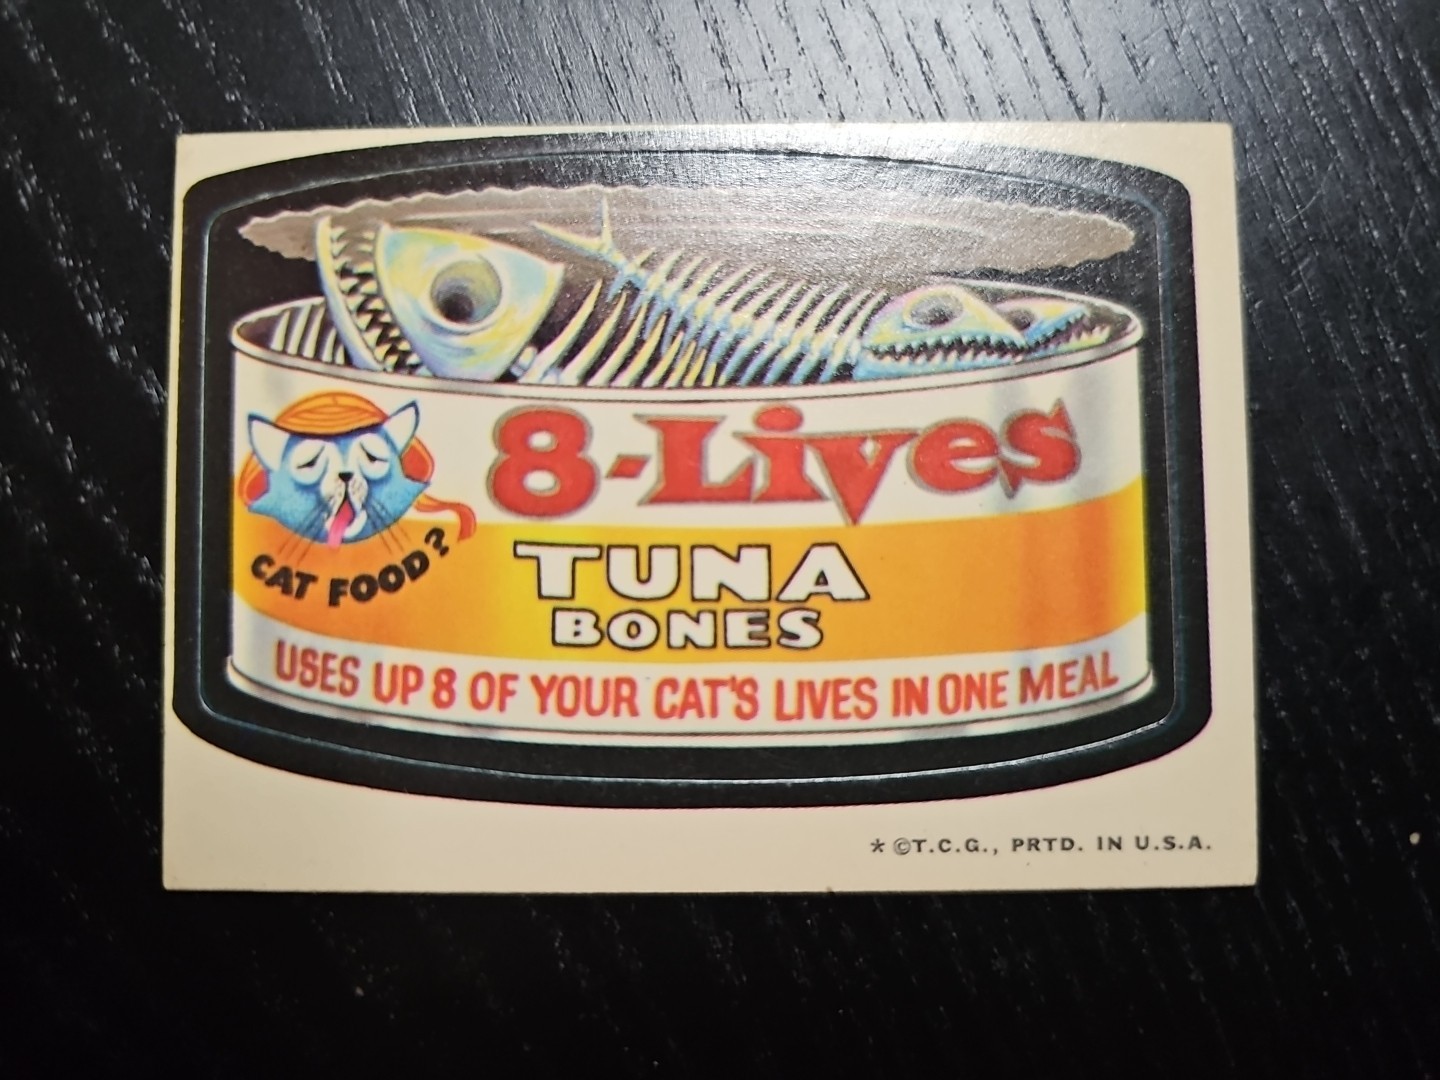 8-Lives
CAT FOOD?
TUNA
BONES
USES UP 8 OF YOUR CAT'S LIVES IN ONE MEAL
* ©T.C.G., PRTD. IN U.S.A.